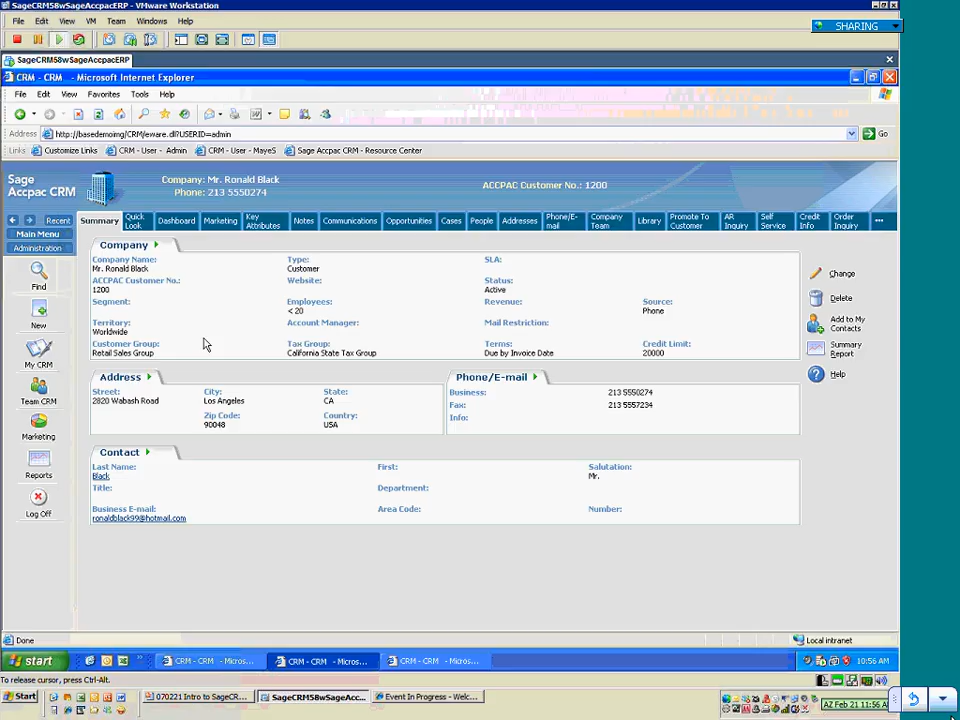 SageCRM58wSageAccpacERP - VMware Workstation
File Edit View VM Team Windows Help
SHARING
SageCRM58wSageAccpacERP
CRM - CRM - Microsoft Internet Explorer
File Edit View Favorites Tools Help
Address http://basedemoimg/CRM/eware.dll?USERID=admin Go
Links Customize Links CRM - User - Admin CRM - User - MayeS Sage Accpac CRM - Resource Center
Sage Accpac CRM
Company: Mr. Ronald Black
Phone: 213 5550274
ACCPAC Customer No.: 1200
Recent Summary Quick Look Dashboard Marketing Key Attributes Notes Communications Opportunities Cases People Addresses Phone/E-mail Company Team Library Promote To Customer AR Inquiry Self Service Credit Info Order Inquiry
Main Menu
Administration
Find
New
My CRM
Team CRM
Marketing
Reports
Log Off
Company
Company Name: Type: SLA:
Mr. Ronald Black Customer
ACCPAC Customer No.: Website: Status:
1200 Active
Segment: Employees: Revenue: Source:
< 20 Phone
Territory: Account Manager: Mail Restriction:
Worldwide
Customer Group: Tax Group: Terms: Credit Limit:
Retail Sales Group California State Tax Group Due by Invoice Date 20000
Change
Delete
Add to My Contacts
Summary Report
Help
Address
Street: City: State:
2820 Wabash Road Los Angeles CA
Zip Code: Country:
90048 USA
Phone/E-mail
Business: 213 5550274
Fax: 213 5557234
Info:
Contact
Last Name: First: Salutation:
Black Mr.
Title: Department:
Business E-mail: Area Code: Number:
ronaldblack99@hotmail.com
Done Local intranet
start CRM - CRM - Micros... CRM - CRM - Micros... CRM - CRM - Micros... 10:56 AM
To release cursor, press Ctrl-Alt.
Start 070221 Intro to SageCR... SageCRM58wSageAcc... Event In Progress - Welc... AZ Feb 21 11:56